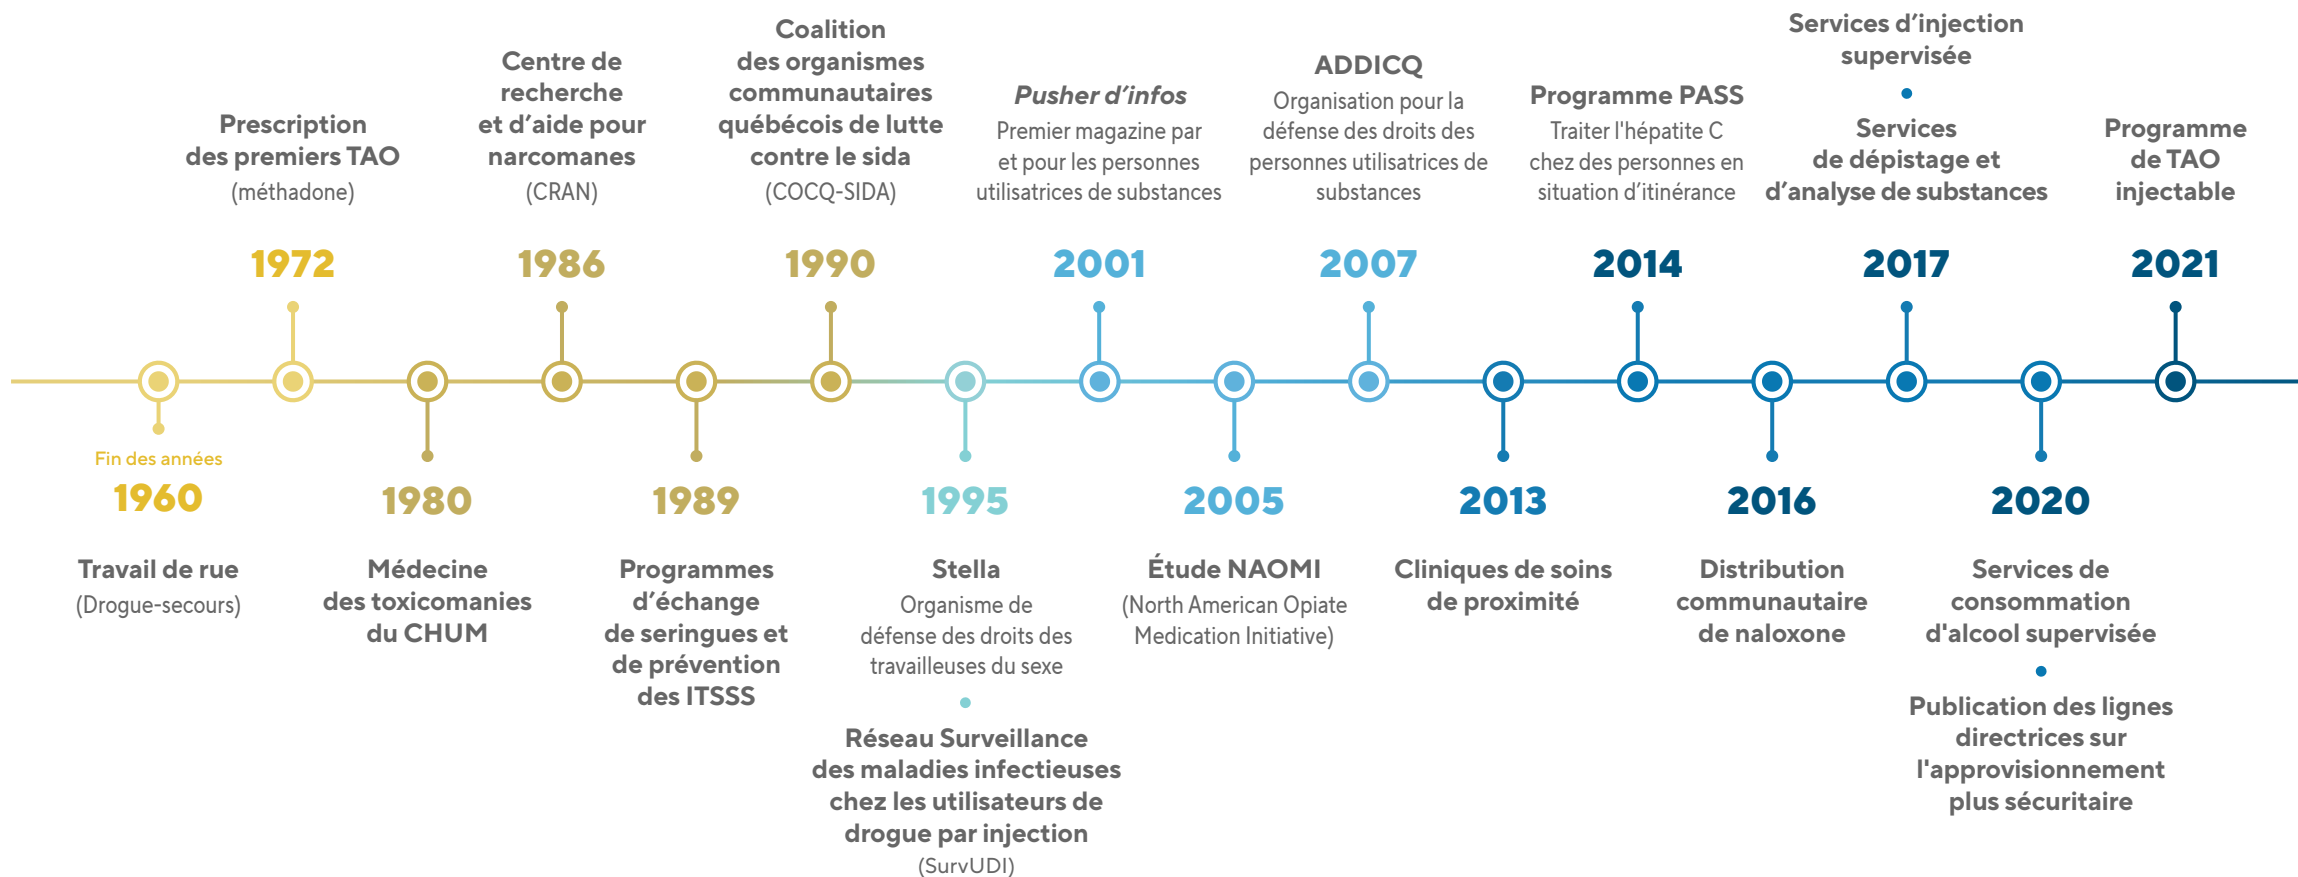 Fin des années
1960
Travail de rue
(Drogue-secours)
Prescription
des premiers TAO
(méthadone)
1972
1980
Médecine
des toxicomanies
du CHUM
Centre de
recherche
et d’aide pour
narcomanes
(CRAN)
1986
1989
Programmes
d’échange
de seringues et
de prévention
des ITSSS
Coalition
des organismes
communautaires
québécois de lutte
contre le sida
(COCQ-SIDA)
1990
1995
Stella
Organisme de
défense des droits des
travailleuses du sexe
Réseau Surveillance
des maladies infectieuses
chez les utilisateurs de
drogue par injection
(SurvUDI)
Pusher d’infos
Premier magazine par
et pour les personnes
utilisatrices de substances
2001
2005
Étude NAOMI
(North American Opiate
Medication Initiative)
ADDICQ
Organisation pour la
défense des droits des
personnes utilisatrices de
substances
2007
2013
Cliniques de soins
de proximité
Programme PASS
Traiter l'hépatite C
chez des personnes en
situation d’itinérance
2014
2016
Distribution
communautaire
de naloxone
Services d’injection
supervisée
Services
de dépistage et
d’analyse de substances
2017
2020
Services de
consommation
d'alcool supervisée
Publication des lignes
directrices sur
l'approvisionnement
plus sécuritaire
Programme
de TAO
injectable
2021